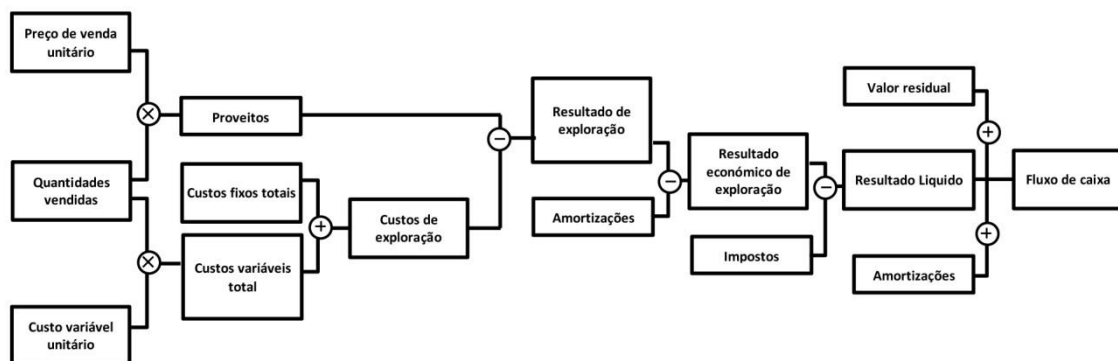 Preço de venda
unitário
Quantidades
vendidas
Custo variável
unitário
×
×
Proveitos
Custos fixos totais
Custos variáveis
total
+
Custos de
exploração
−
Resultado de
exploração
Amortizações
−
Resultado
económico de
exploração
Impostos
−
Valor residual
+
Resultado Liquido
+
Amortizações
Fluxo de caixa